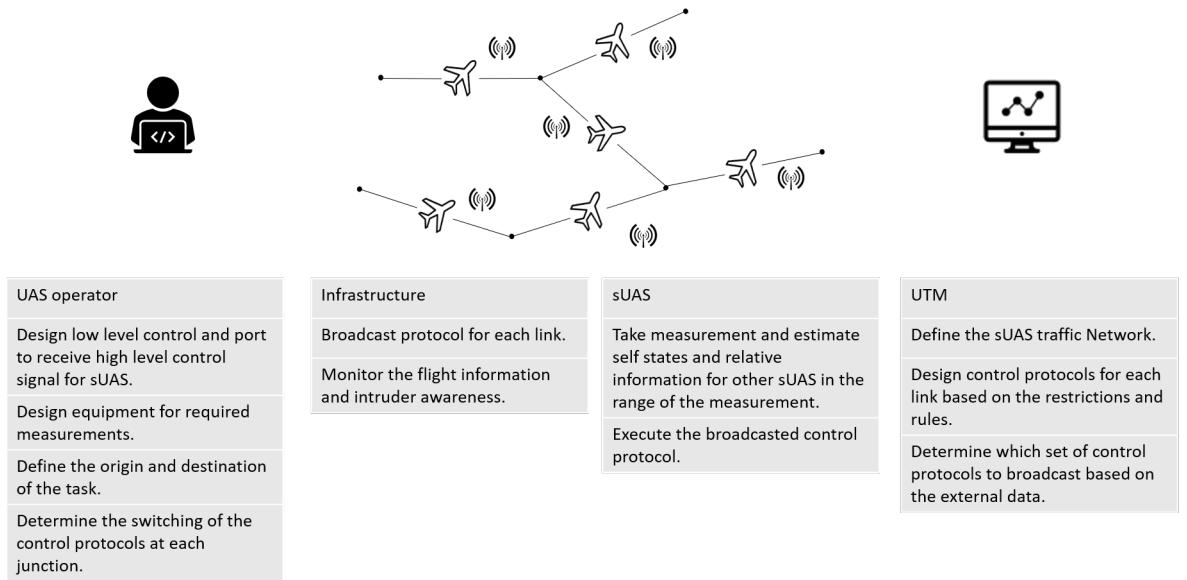 </>
UAS operator
Design low level control and port
to receive high level control
signal for sUAS.
Design equipment for required
measurements.
Define the origin and destination
of the task.
Determine the switching of the
control protocols at each
junction.
Infrastructure
Broadcast protocol for each link.
Monitor the flight information
and intruder awareness.
sUAS
Take measurement and estimate
self states and relative
information for other sUAS in the
range of the measurement.
Execute the broadcasted control
protocol.
UTM
Define the sUAS traffic Network.
Design control protocols for each
link based on the restrictions and
rules.
Determine which set of control
protocols to broadcast based on
the external data.